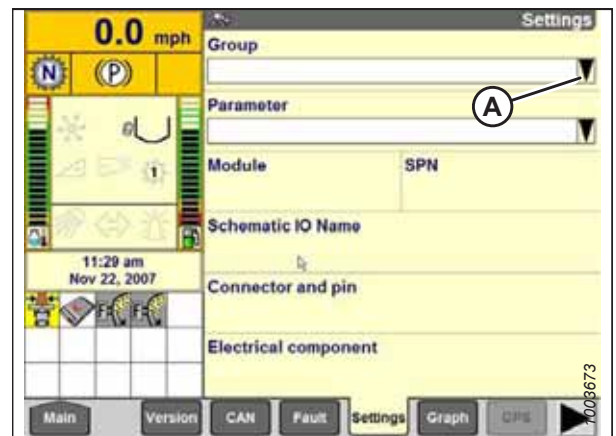 0.0 mph
Settings
N
P
Group
A
Parameter
Module
SPN
1
Schematic IO Name
11:29 am
Nov 22, 2007
Connector and pin
Electrical component
1003673
Main
Version
CAN
Fault
Settings
Graph
GPS